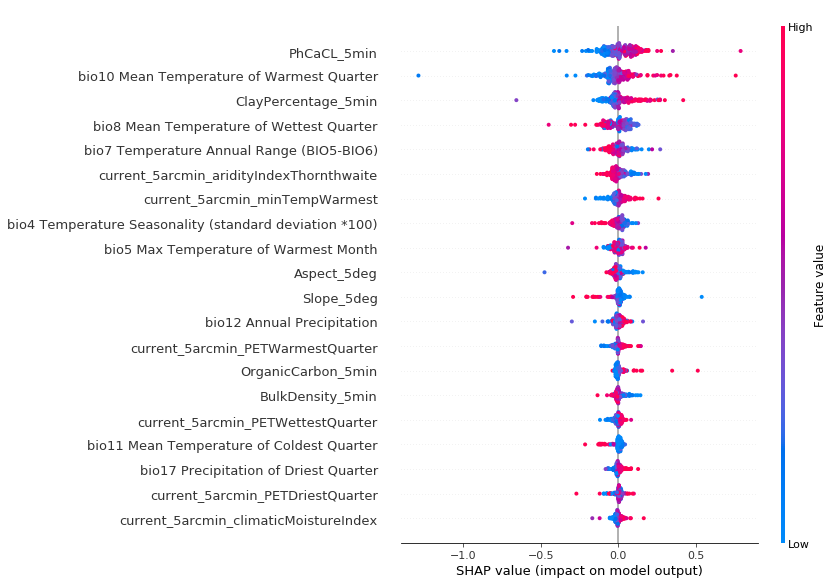 High
PhCaCL_5min
bio10 Mean Temperature of Warmest Quarter
ClayPercentage_5min
bio8 Mean Temperature of Wettest Quarter
bio7 Temperature Annual Range (BIO5-BIO6)
current_5arcmin_aridityIndexThornthwaite
current_5arcmin_minTempWarmest
bio4 Temperature Seasonality (standard deviation *100)
bio5 Max Temperature of Warmest Month
Aspect_5deg
Slope_5deg
bio12 Annual Precipitation
current_5arcmin_PETWarmestQuarter
OrganicCarbon_5min
BulkDensity_5min
current_5arcmin_PETWettestQuarter
bio11 Mean Temperature of Coldest Quarter
bio17 Precipitation of Driest Quarter
current_5arcmin_PETDriestQuarter
current_5arcmin_climaticMoistureIndex
Feature value
Low
−1.0 −0.5 0.0 0.5
SHAP value (impact on model output)